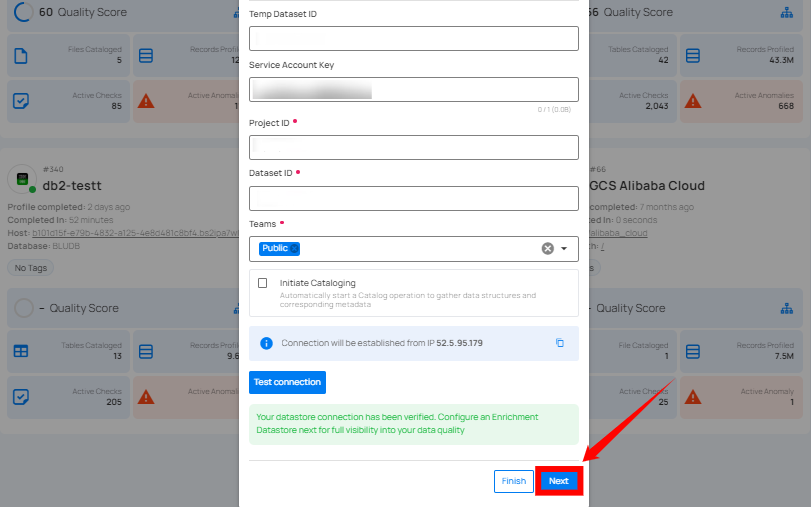 60 Quality Score
Files Cataloged
5
Records Profiled
12
Active Checks
85
Active Anomalies
#340
db2-testt
Profile completed: 2 days ago
Completed In: 52 minutes
Host: b101d15f-e79b-4832-a125-4e8d481c8bf4.bs2ipa7w
Database: BLUDB
No Tags
– Quality Score
Tables Cataloged
13
Records Profiled
9.6
Active Checks
205
Active Anomalies
Temp Dataset ID
Service Account Key
0 / 1 (0.0B)
Project ID •
Dataset ID •
Teams •
Public
Initiate Cataloging
Automatically start a Catalog operation to gather data structures and
corresponding metadata
Connection will be established from IP 52.5.95.179
Test connection
Your datastore connection has been verified. Configure an Enrichment
Datastore next for full visibility into your data quality
Finish
Next
66 Quality Score
Tables Cataloged
42
Records Profiled
43.3M
Active Checks
2,043
Active Anomalies
668
#66
GCS Alibaba Cloud
completed: 7 months ago
ted In: 0 seconds
/alibaba_cloud
th: /
– Quality Score
File Cataloged
1
Records Profiled
7.5M
Active Checks
25
Active Anomaly
1